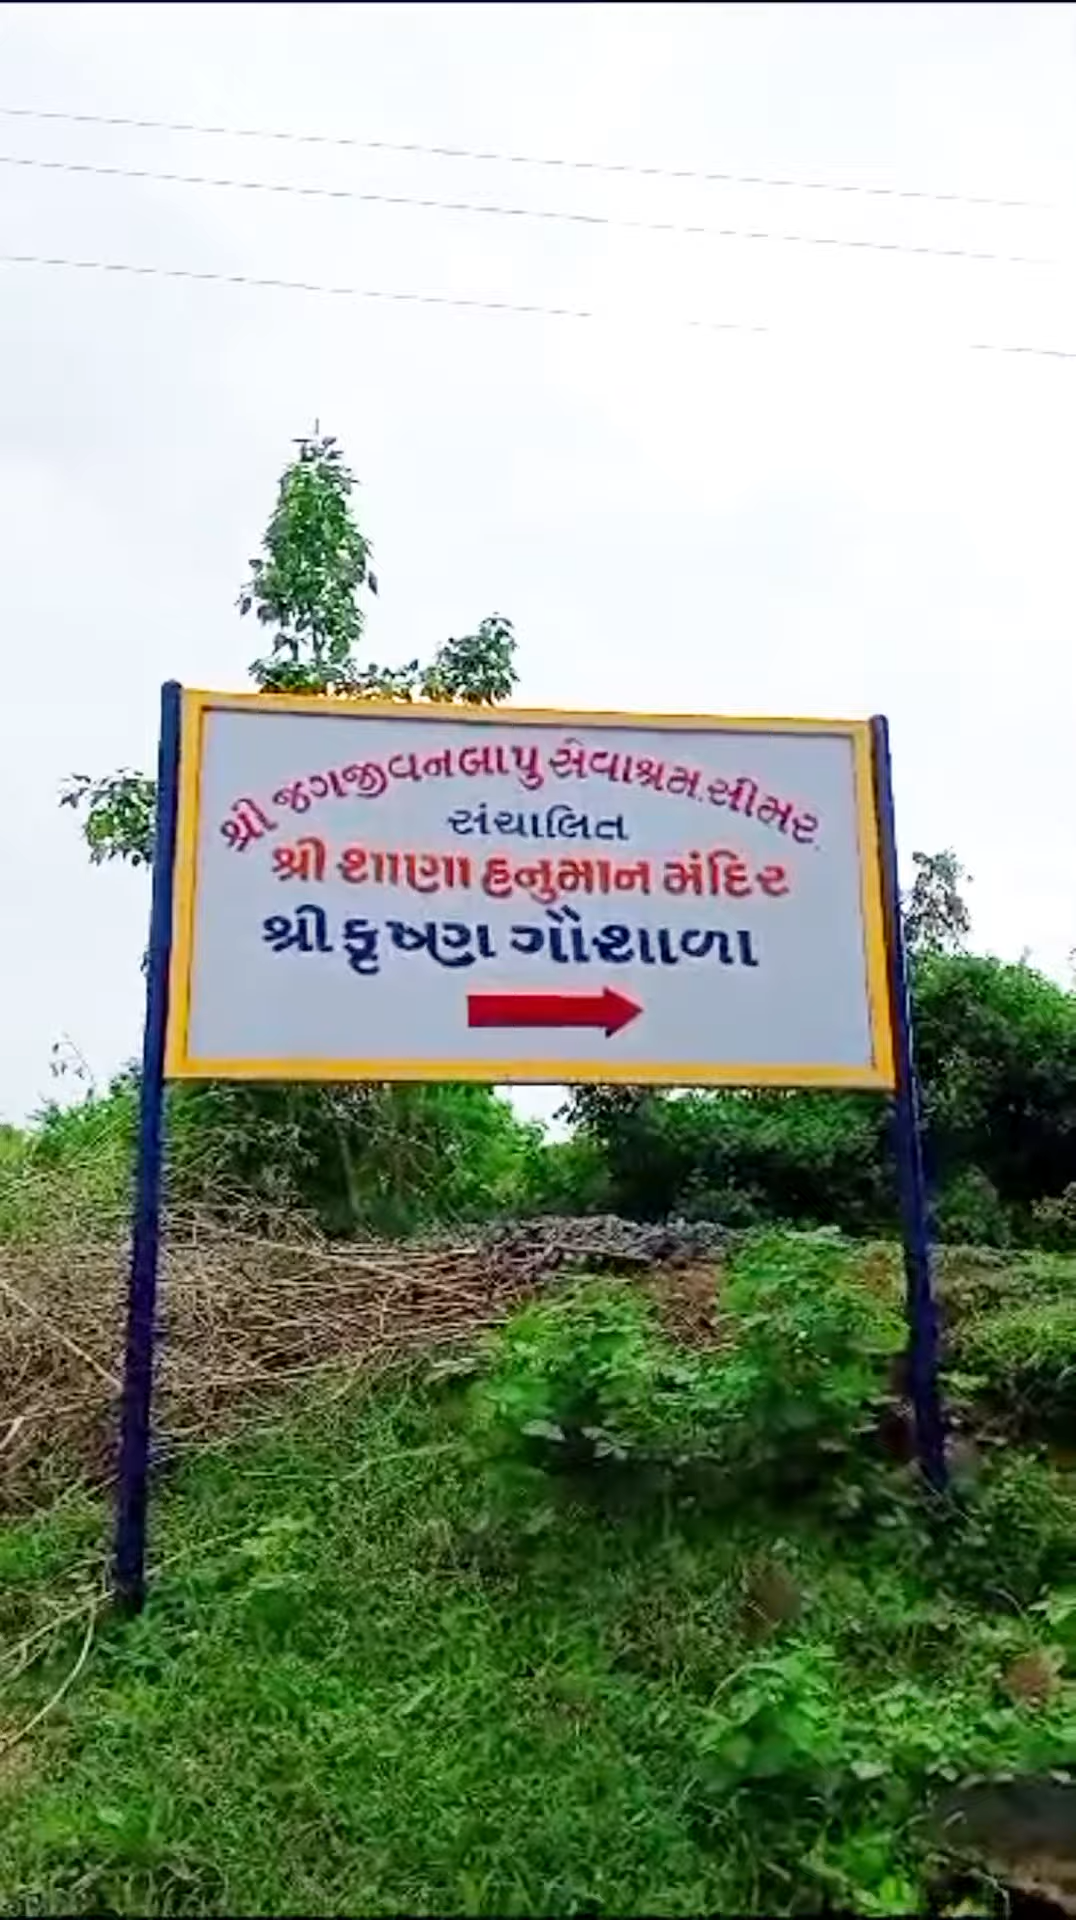 શ્રી જગજીવનબાપુ સેવાશ્રમ.સીમર.
સંચાલિત
શ્રી શાણા હનુમાન મંદિર
શ્રી કૃષ્ણ ગૌશાળા